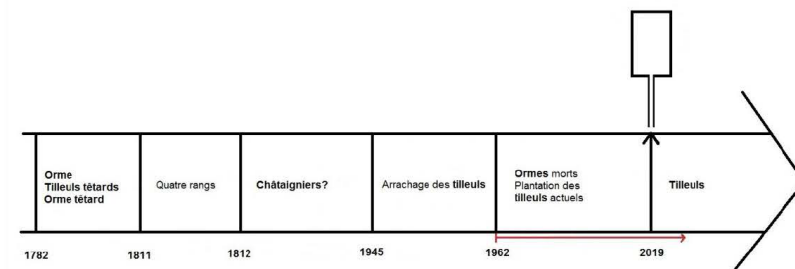 Orme
Tilleuls têtards
Orme têtard
Quatre rangs
Châtaigniers?
Arrachage des tilleuls
Ormes morts
Plantation des
tilleuls actuels
Tilleuls
1782
1811
1812
1945
1962
2019